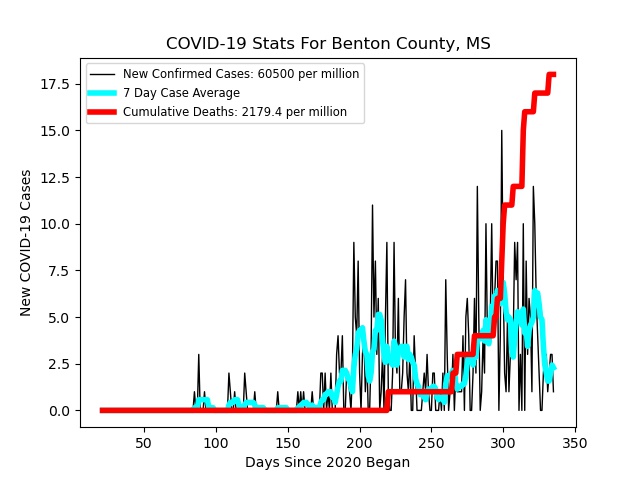 COVID-19 Stats For Benton County, MS
New Confirmed Cases: 60500 per million
7 Day Case Average
Cumulative Deaths: 2179.4 per million
17.5
15.0
12.5
10.0
7.5
5.0
2.5
0.0
New COVID-19 Cases
50 100 150 200 250 300 350
Days Since 2020 Began